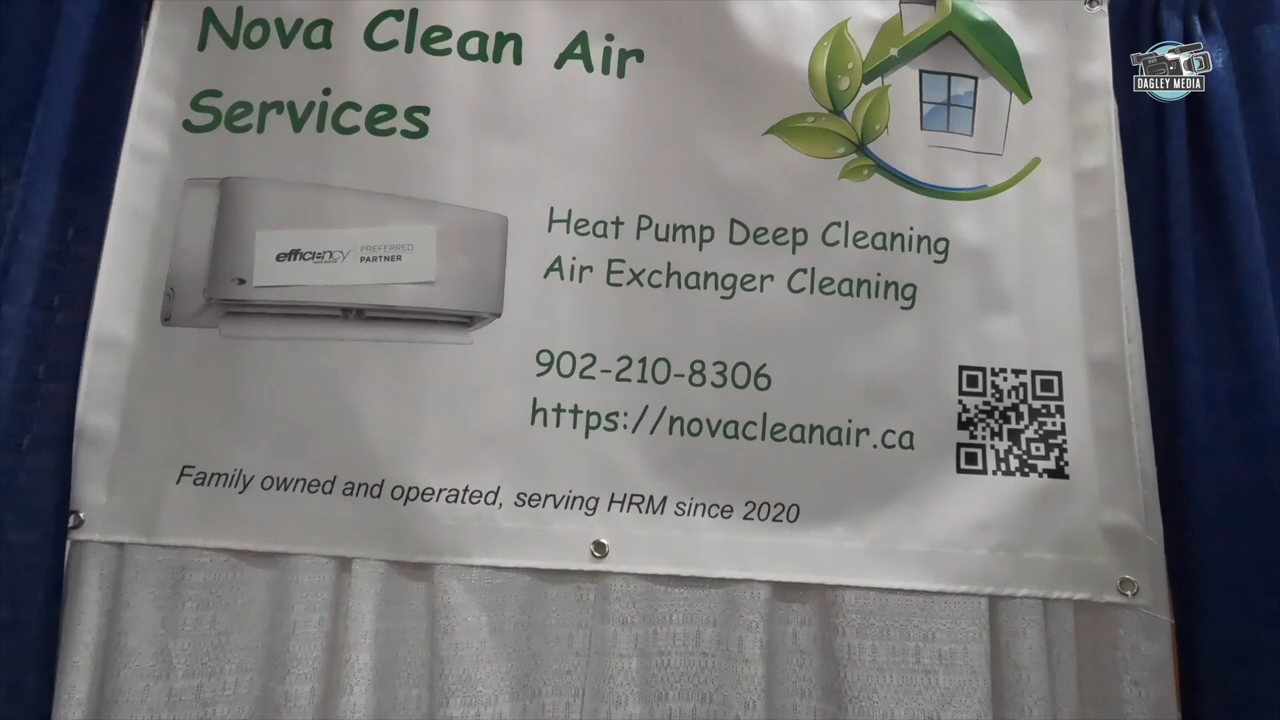 Nova Clean Air
Services
DAGLEY MEDIA
efficiency PREFERRED
PARTNER
Heat Pump Deep Cleaning
Air Exchanger Cleaning
902-210-8306
https://novacleanair.ca
Family owned and operated, serving HRM since 2020